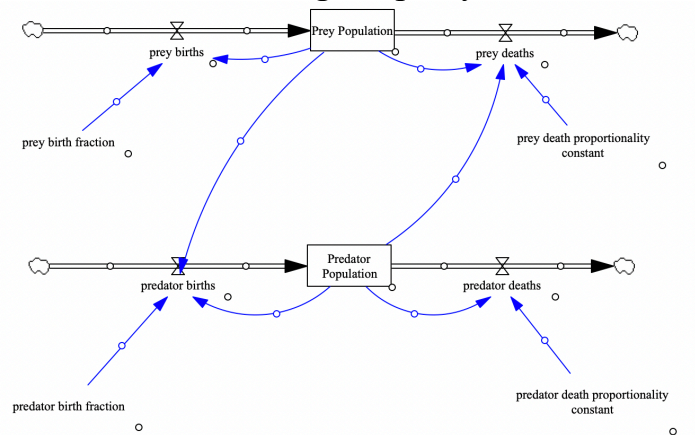 Prey Population
prey births
prey deaths
prey birth fraction
prey death proportionality
constant
Predator
Population
predator births
predator deaths
predator birth fraction
predator death proportionality
constant